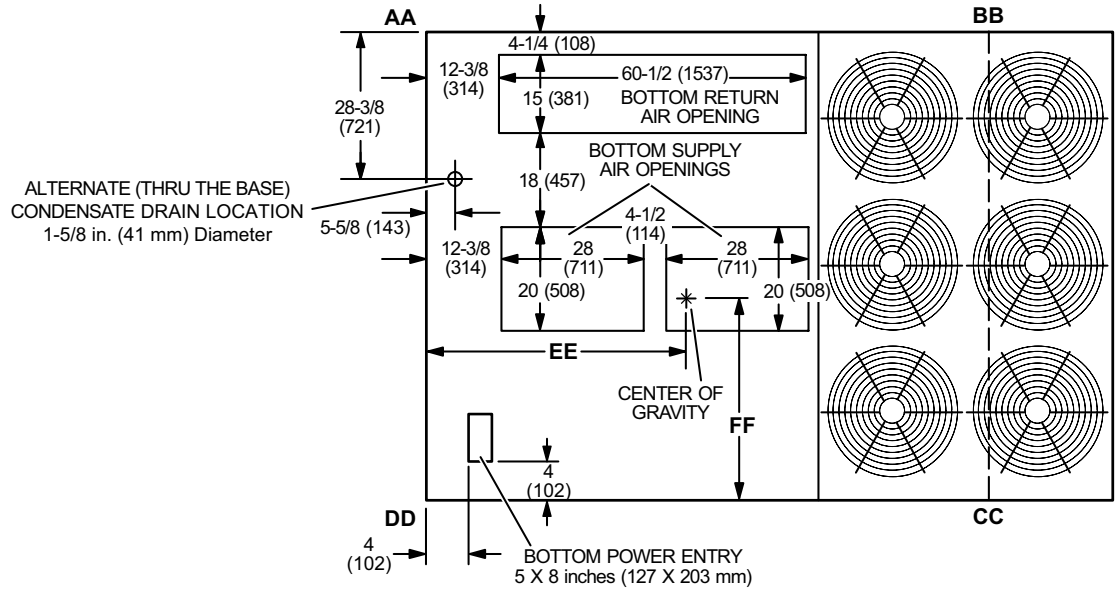 AA
BB
4-1/4 (108)
12-3/8
(314)
60-1/2 (1537)
28-3/8
(721)
15 (381)
BOTTOM RETURN
AIR OPENING
BOTTOM SUPPLY
AIR OPENINGS
18 (457)
ALTERNATE (THRU THE BASE)
CONDENSATE DRAIN LOCATION
1-5/8 in. (41 mm) Diameter
5-5/8 (143)
4-1/2
(114)
12-3/8
(314)
28
(711)
28
(711)
20 (508)
20 (508)
EE
CENTER OF
GRAVITY
FF
4
(102)
DD
CC
4
(102)
BOTTOM POWER ENTRY
5 X 8 inches (127 X 203 mm)